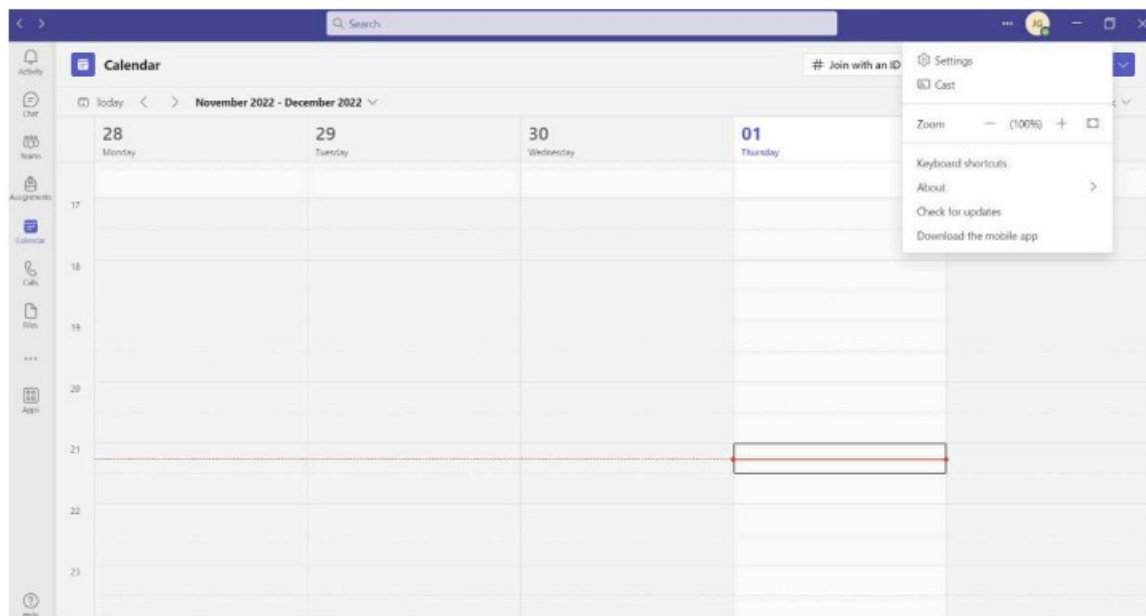 Search
JG
Activity
Calendar
# Join with an ID
Settings
Cast
Chat
Today
November 2022 - December 2022
Zoom
(100%)
Teams
28
29
30
01
Monday
Tuesday
Wednesday
Thursday
Keyboard shortcuts
About
Check for updates
Download the mobile app
Assignments
17
Calendar
18
Calls
Files
19
20
Apps
21
22
23
Help